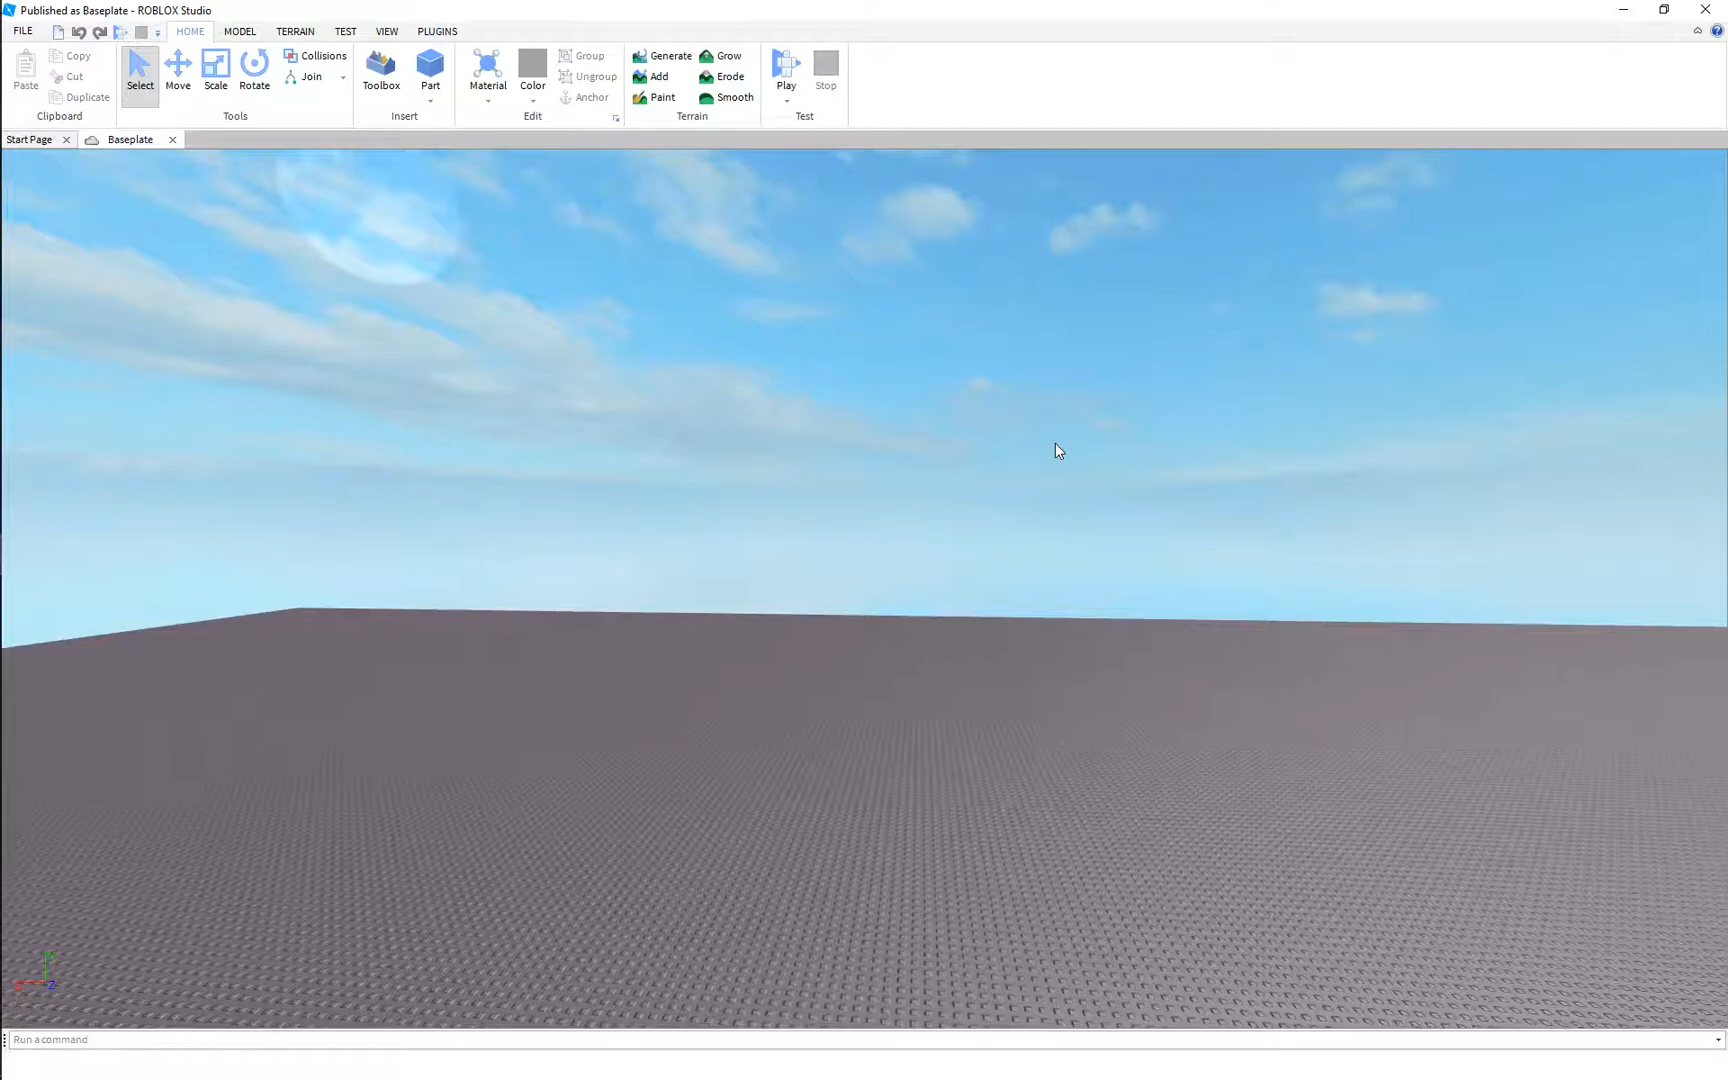 Published as Baseplate - ROBLOX Studio
FILE HOME MODEL TERRAIN TEST VIEW PLUGINS
Paste Copy Cut Duplicate Clipboard
Select Move Scale Rotate Collisions Join Tools
Toolbox Part Insert
Material Color Group Ungroup Anchor Edit
Generate Add Paint Grow Erode Smooth Terrain
Play Stop Test
Start Page Baseplate
Z
Run a command